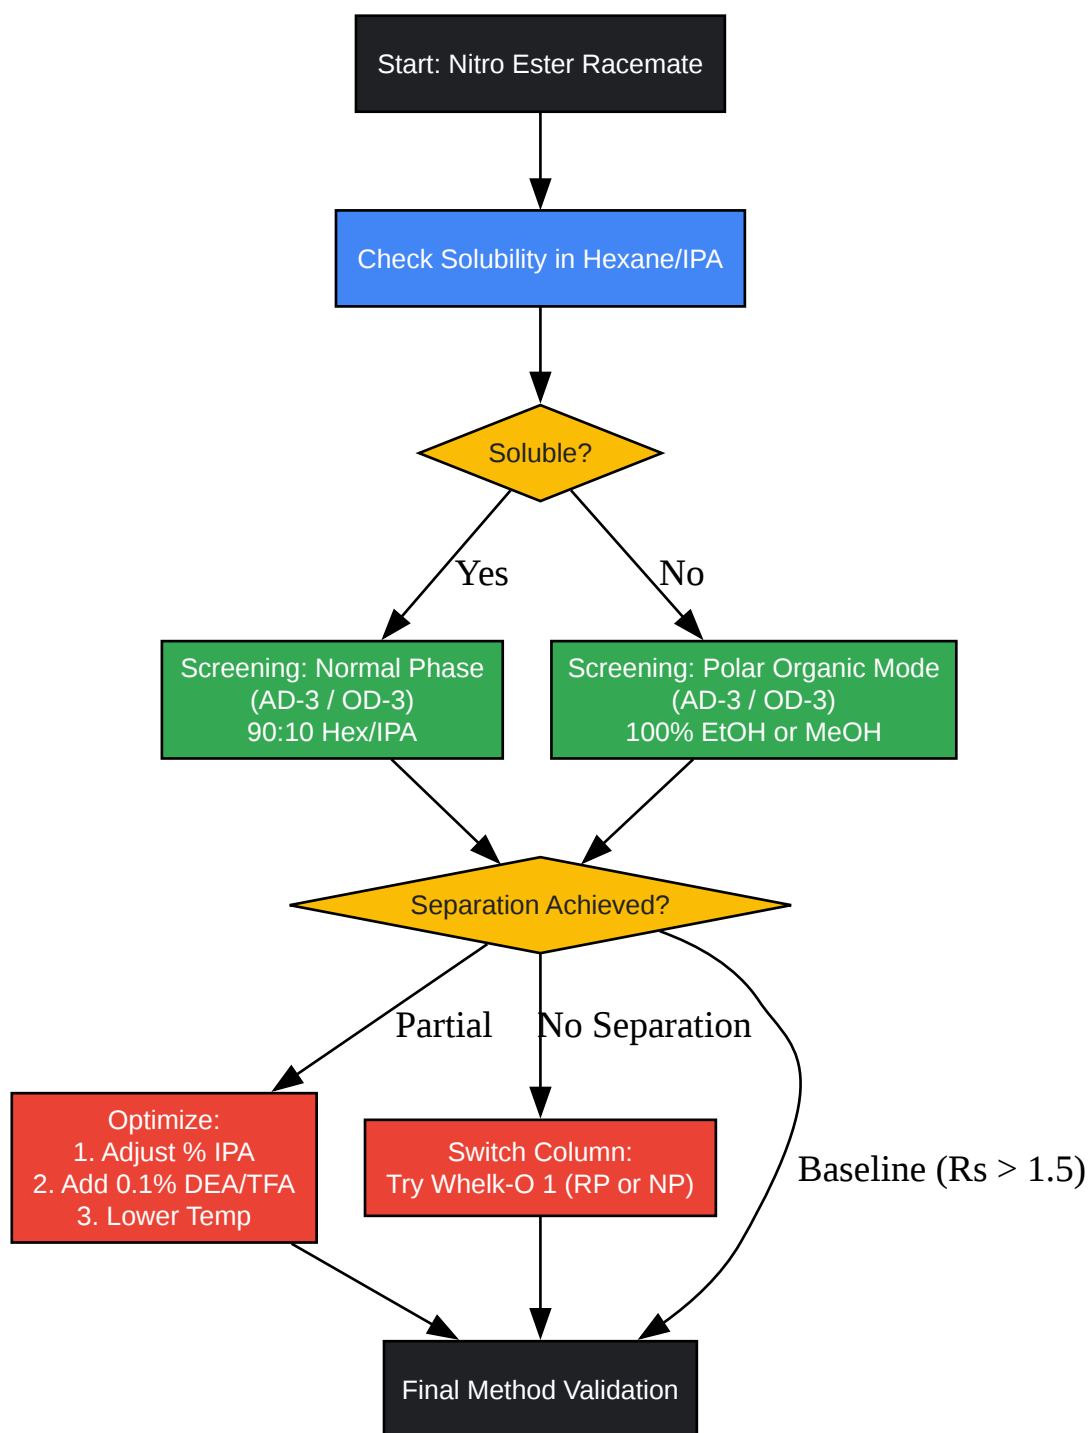 Start: Nitro Ester Racemate
Check Solubility in Hexane/IPA
Soluble?
Yes
No
Screening: Normal Phase
(AD-3 / OD-3)
90:10 Hex/IPA
Screening: Polar Organic Mode
(AD-3 / OD-3)
100% EtOH or MeOH
Separation Achieved?
Partial
No Separation
Baseline (Rs > 1.5)
Optimize:
1. Adjust % IPA
2. Add 0.1% DEA/TFA
3. Lower Temp
Switch Column:
Try Whelk-O 1 (RP or NP)
Final Method Validation